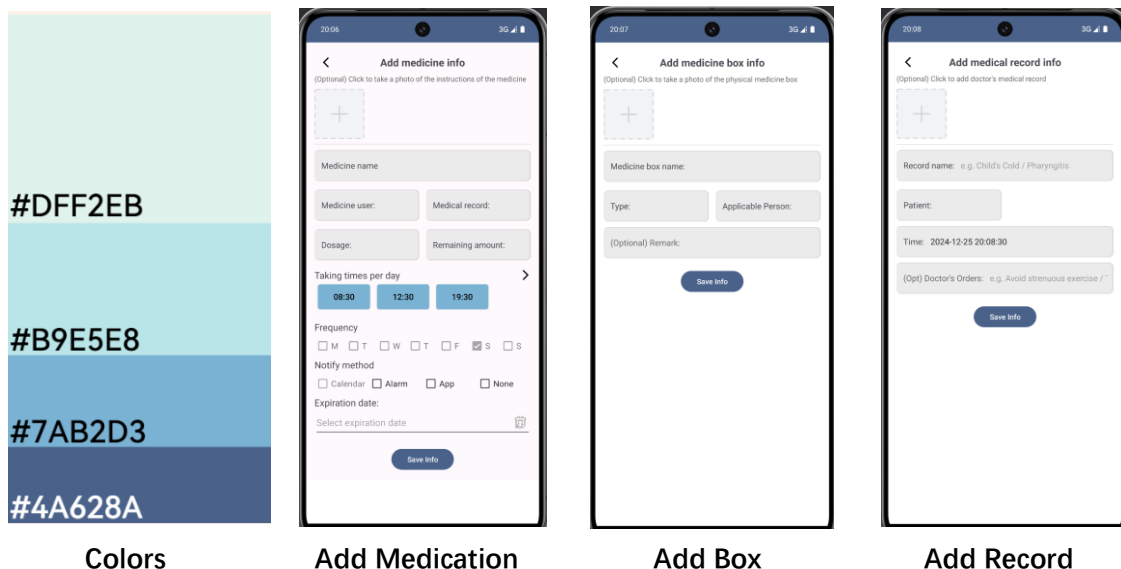 #DFF2EB
#B9E5E8
#7AB2D3
#4A628A
Colors
20:06 3G
Add medicine info
(Optional) Click to take a photo of the instructions of the medicine
Medicine name
Medicine user: Medical record:
Dosage: Remaining amount:
Taking times per day
08:30 12:30 19:30
Frequency
M T W T F S S
Notify method
Calendar Alarm App None
Expiration date:
Select expiration date
Save Info
Add Medication
20:07 3G
Add medicine box info
(Optional) Click to take a photo of the physical medicine box
Medicine box name:
Type: Applicable Person:
(Optional) Remark:
Save Info
Add Box
20:08 3G
Add medical record info
(Optional) Click to add doctor's medical record
Record name: e.g. Child's Cold / Pharyngitis
Patient:
Time: 2024-12-25 20:08:30
(Opt) Doctor's Orders: e.g. Avoid strenuous exercise /
Save Info
Add Record